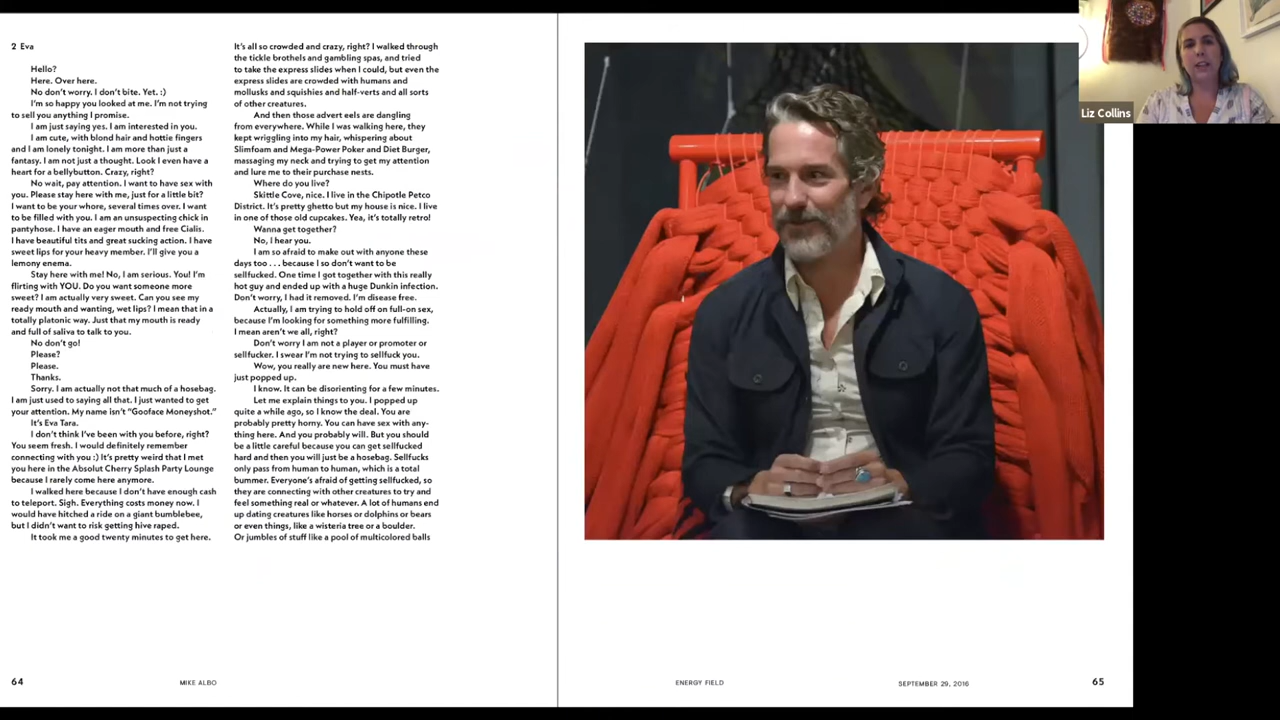 2 Eva
Hello?
Here. Over here.
No don't worry. I don't bite. Yet. :)
I'm so happy you looked at me. I'm not trying
to sell you anything I promise.
I am just saying yes. I am interested in you.
I am cute, with blond hair and hottie fingers
and I am lonely tonight. I am more than just a
fantasy. I am not just a thought. Look I even have a
heart for a bellybutton. Crazy, right?
No wait, pay attention. I want to have sex with
you. Please stay here with me, just for a little bit?
I want to be your whore, several times over. I want
to be filled with you. I am an unsuspecting chick in
pantyhose. I have an eager mouth and free Cialis.
I have beautiful tits and great sucking action. I have
sweet lips for your heavy member. I'll give you a
lemony enema.
Stay here with me! No, I am serious. You! I'm
flirting with YOU. Do you want someone more
sweet? I am actually very sweet. Can you see my
ready mouth and wanting, wet lips? I mean that in a
totally platonic way. Just that my mouth is ready
and full of saliva to talk to you.
No don't go!
Please?
Please.
Thanks.
Sorry. I am actually not that much of a hosebag.
I am just used to saying all that. I just wanted to get
your attention. My name isn't "Gooface Moneyshot."
It's Eva Tara.
I don't think I've been with you before, right?
You seem fresh. I would definitely remember
connecting with you :) It's pretty weird that I met
you here in the Absolut Cherry Splash Party Lounge
because I rarely come here anymore.
I walked here because I don't have enough cash
to teleport. Sigh. Everything costs money now. I
would have hitched a ride on a giant bumblebee,
but I didn't want to risk getting hive raped.
It took me a good twenty minutes to get here.
It's all so crowded and crazy, right? I walked through
the tickle brothels and gambling spas, and tried
to take the express slides when I could, but even the
express slides are crowded with humans and
mollusks and squishies and half-verts and all sorts
of other creatures.
And then those advert eels are dangling
from everywhere. While I was walking here, they
kept wriggling into my hair, whispering about
Slimfoam and Mega-Power Poker and Diet Burger,
massaging my neck and trying to get my attention
and lure me to their purchase nests.
Where do you live?
Skittle Cove, nice. I live in the Chipotle Petco
District. It's pretty ghetto but my house is nice. I live
in one of those old cupcakes. Yea, it's totally retro!
Wanna get together?
No, I hear you.
I am so afraid to make out with anyone these
days too . . . because I so don't want to be
sellfucked. One time I got together with this really
hot guy and ended up with a huge Dunkin infection.
Don't worry, I had it removed. I'm disease free.
Actually, I am trying to hold off on full-on sex,
because I'm looking for something more fulfilling.
I mean aren't we all, right?
Don't worry I am not a player or promoter or
sellfucker. I swear I'm not trying to sellfuck you.
Wow, you really are new here. You must have
just popped up.
I know. It can be disorienting for a few minutes.
Let me explain things to you. I popped up
quite a while ago, so I know the deal. You are
probably pretty horny. You can have sex with any-
thing here. And you probably will. But you should
be a little careful because you can get sellfucked
hard and then you will just be a hosebag. Sellfucks
only pass from human to human, which is a total
bummer. Everyone's afraid of getting sellfucked, so
they are connecting with other creatures to try and
feel something real or whatever. A lot of humans end
up dating creatures like horses or dolphins or bears
or even things, like a wisteria tree or a boulder.
Or jumbles of stuff like a pool of multicolored balls
64
MIKE ALBO
ENERGY FIELD
SEPTEMBER 29, 2016
65
Liz Collins